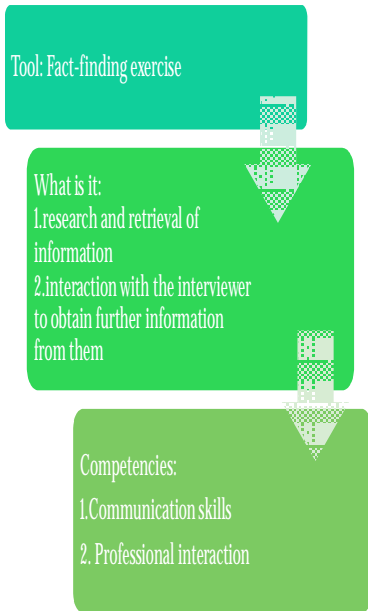 Tool: Fact-finding exercise
What is it:
1.research and retrieval of
information
2.interaction with the interviewer
to obtain further information
from them
Competencies:
1.Communication skills
2. Professional interaction